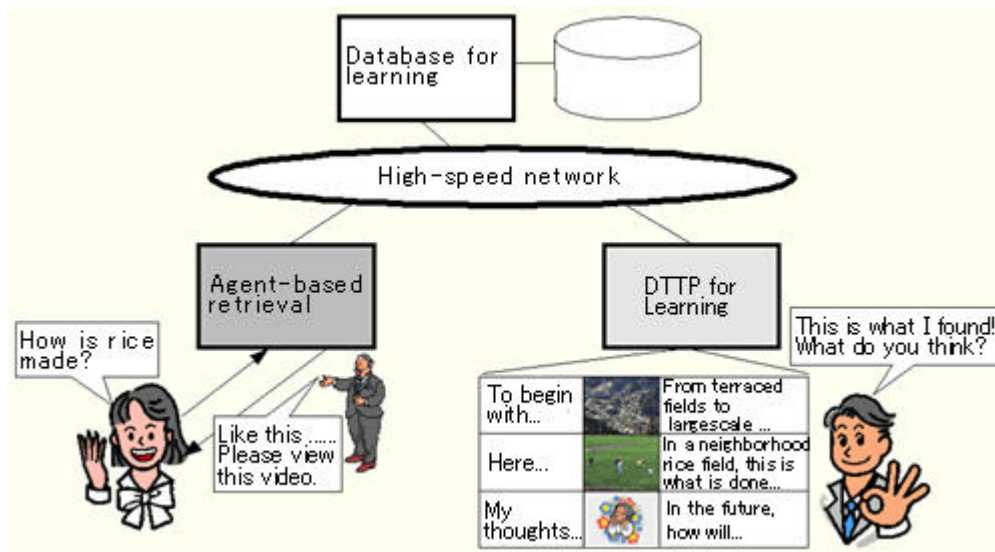 Database for
learning
High-speed network
Agent-based
retrieval
DTTP for
Learning
How is rice
made?
Like this ......
Please view
this video.
This is what I found!
What do you think?
To begin
with...
From terraced
fields to
largescale ...
Here...
In a neighborhood
rice field, this is
what is done...
My
thoughts...
In the future,
how will...